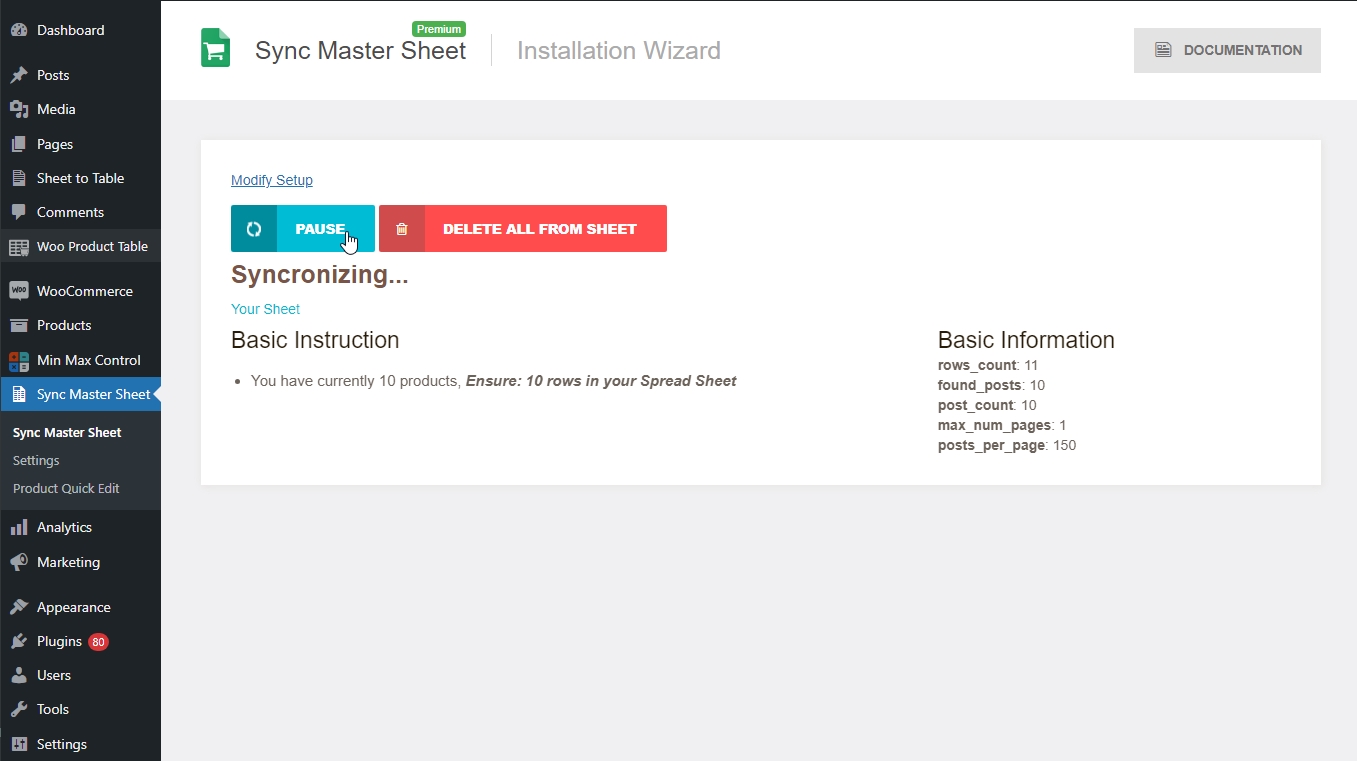 Dashboard
Posts
Media
Pages
Sheet to Table
Comments
Woo Product Table
WOO
WooCommerce
Products
Min Max Control
Sync Master Sheet
Sync Master Sheet
Settings
Product Quick Edit
Analytics
Marketing
Appearance
Plugins 80
Users
Tools
Settings
Premium
Sync Master Sheet
Installation Wizard
DOCUMENTATION
Modify Setup
PAUSE
DELETE ALL FROM SHEET
Syncronizing...
Your Sheet
Basic Instruction
• You have currently 10 products, Ensure: 10 rows in your Spread Sheet
Basic Information
rows_count: 11
found_posts: 10
post_count: 10
max_num_pages: 1
posts_per_page: 150